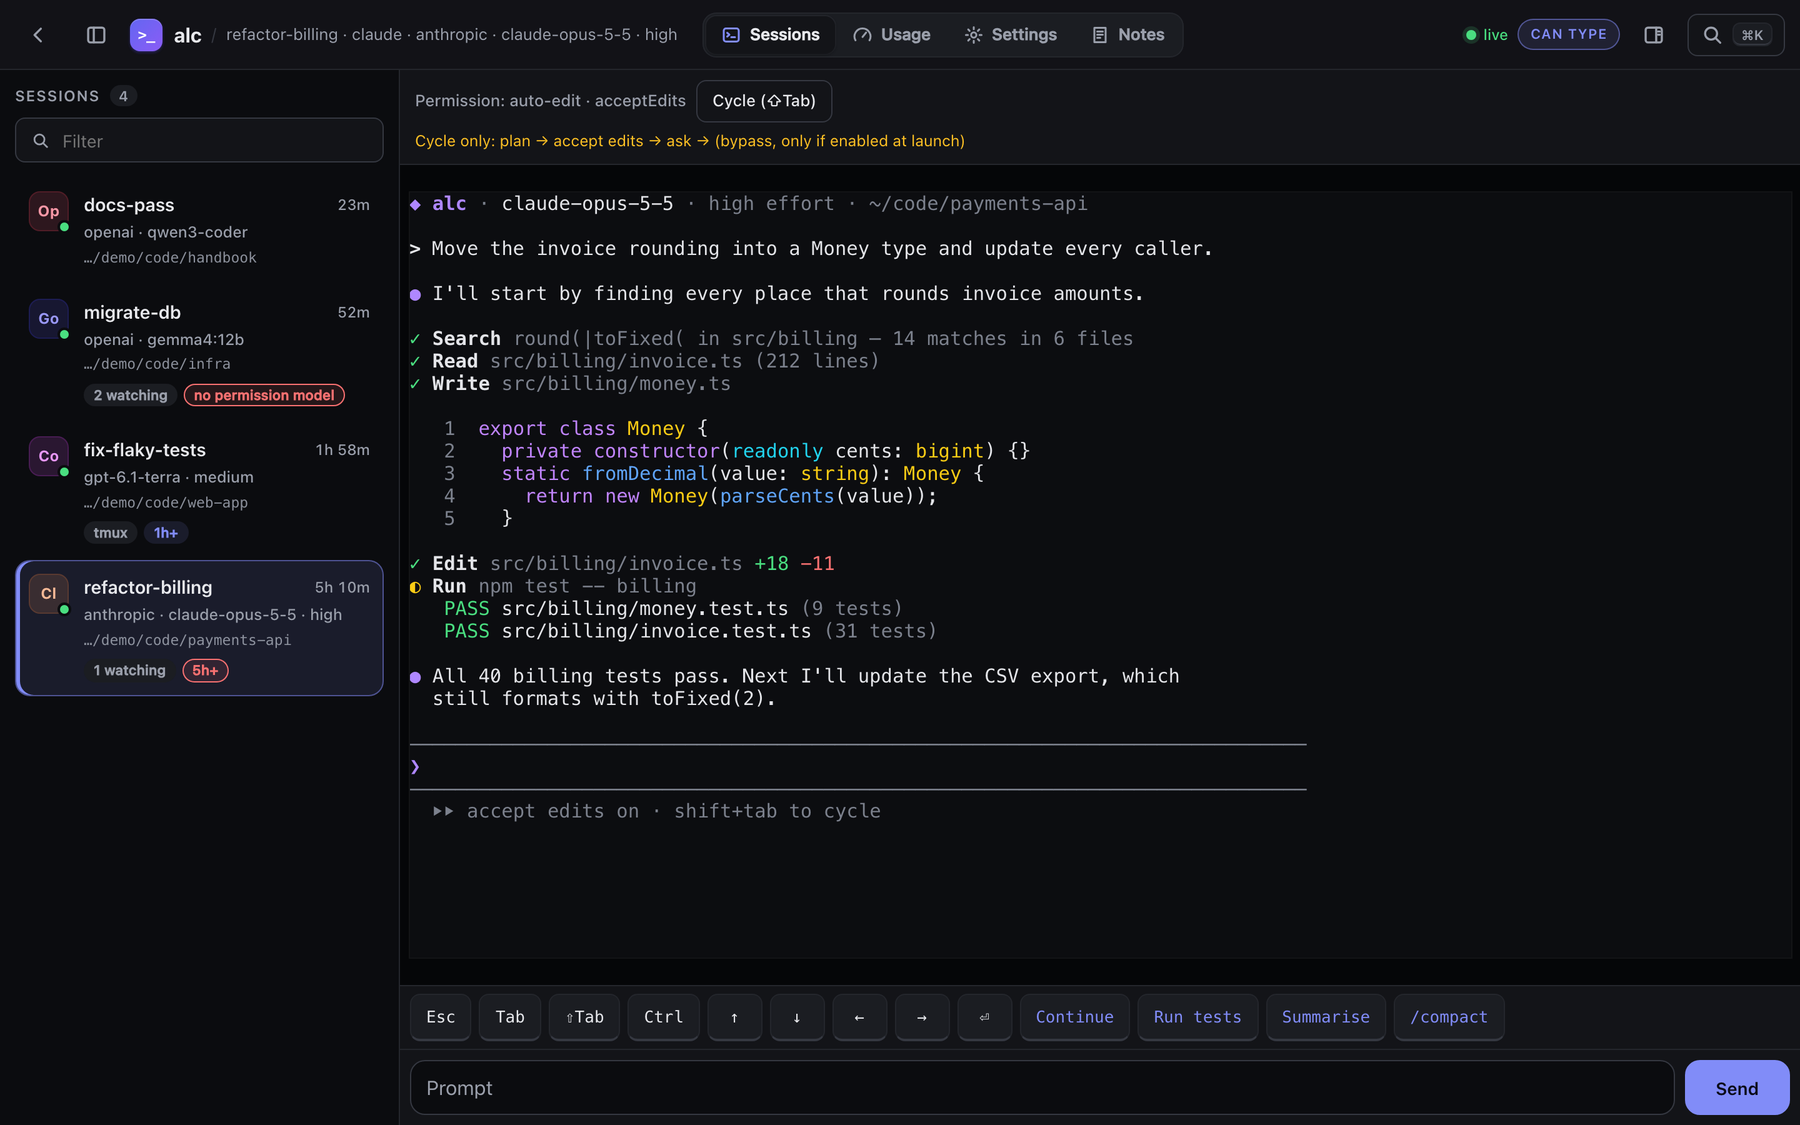 >_ alc / refactor-billing · claude · anthropic · claude-opus-5-5 · high
Sessions Usage Settings Notes
live CAN TYPE ⌘K
SESSIONS 4
Filter
Op docs-pass 23m
openai · qwen3-coder
…/demo/code/handbook
Go migrate-db 52m
openai · gemma4:12b
…/demo/code/infra
2 watching no permission model
Co fix-flaky-tests 1h 58m
gpt-6.1-terra · medium
…/demo/code/web-app
tmux 1h+
Cl refactor-billing 5h 10m
anthropic · claude-opus-5-5 · high
…/demo/code/payments-api
1 watching 5h+
Permission: auto-edit · acceptEdits Cycle (⇧Tab)
Cycle only: plan → accept edits → ask → (bypass, only if enabled at launch)
◆ alc · claude-opus-5-5 · high effort · ~/code/payments-api
> Move the invoice rounding into a Money type and update every caller.
● I'll start by finding every place that rounds invoice amounts.
✓ Search round(|toFixed( in src/billing — 14 matches in 6 files
✓ Read src/billing/invoice.ts (212 lines)
✓ Write src/billing/money.ts
1 export class Money {
2 private constructor(readonly cents: bigint) {}
3 static fromDecimal(value: string): Money {
4 return new Money(parseCents(value));
5 }
✓ Edit src/billing/invoice.ts +18 −11
◐ Run npm test -- billing
PASS src/billing/money.test.ts (9 tests)
PASS src/billing/invoice.test.ts (31 tests)
● All 40 billing tests pass. Next I'll update the CSV export, which
still formats with toFixed(2).
❯
▸▸ accept edits on · shift+tab to cycle
Esc Tab ⇧Tab Ctrl ↑ ↓ ← → ⏎ Continue Run tests Summarise /compact
Prompt Send